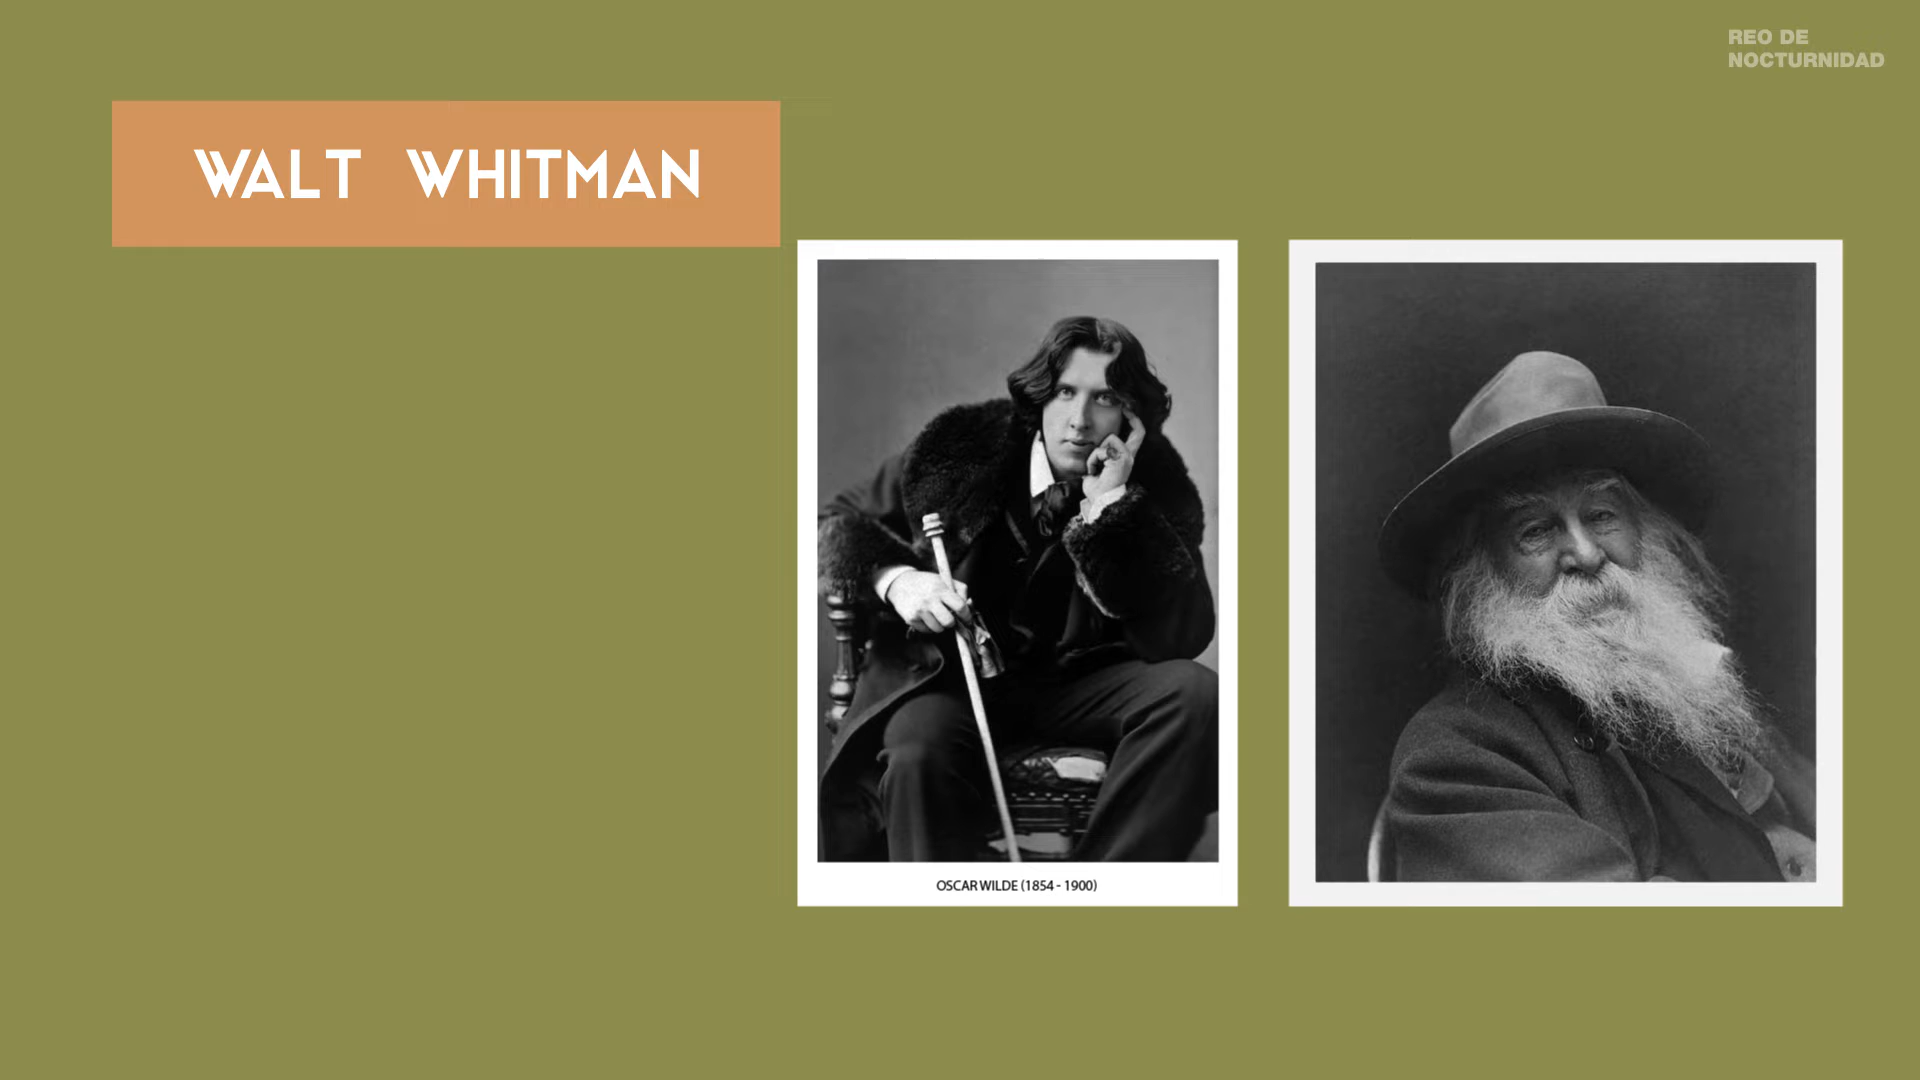 REO DE
NOCTURNIDAD
WALT WHITMAN
OSCAR WILDE (1854 - 1900)